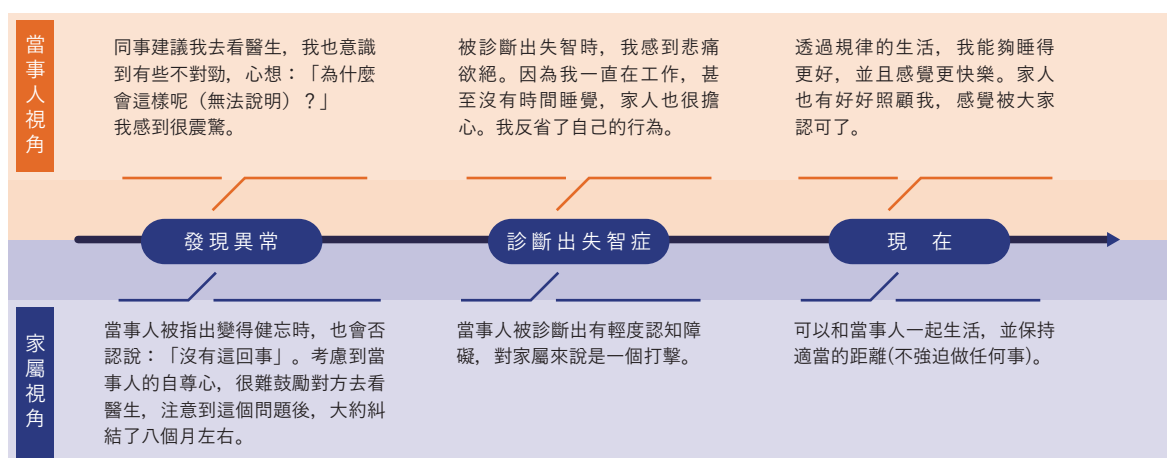 當事人視角
同事建議我去看醫生，我也意識
到有些不對勁，心想：「為什麼
會這樣呢（無法說明）？」
我感到很震驚。
被診斷出失智時，我感到悲痛
欲絕。因為我一直在工作，甚
至沒有時間睡覺，家人也很擔
心。我反省了自己的行為。
透過規律的生活，我能夠睡得
更好，並且感覺更快樂。家人
也有好好照顧我，感覺被大家
認可了。
發現異常
診斷出失智症
現 在
家屬視角
當事人被指出變得健忘時，也會否
認說：「沒有這回事」。考慮到當
事人的自尊心，很難鼓勵對方去看
醫生，注意到這個問題後，大約糾
結了八個月左右。
當事人被診斷出有輕度認知障
礙，對家屬來說是一個打擊。
可以和當事人一起生活，並保持
適當的距離(不強迫做任何事)。